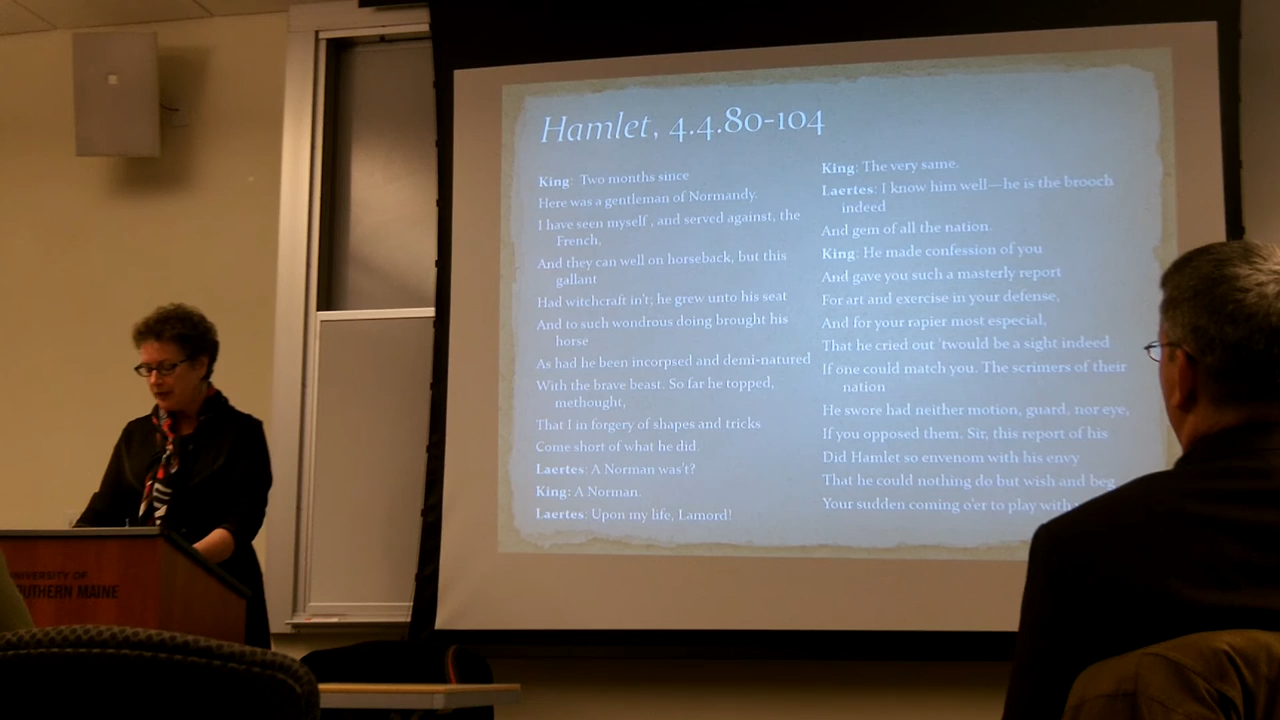 Hamlet, 4.4.80-104
King: Two months since
Here was a gentleman of Normandy.
I have seen myself , and served against, the
French,
And they can well on horseback, but this
gallant
Had witchcraft in't; he grew unto his seat
And to such wondrous doing brought his
horse
As had he been incorpsed and demi-natured
With the brave beast. So far he topped,
methought,
That I in forgery of shapes and tricks
Come short of what he did.
Laertes: A Norman was't?
King: A Norman.
Laertes: Upon my life, Lamord!
King: The very same.
Laertes: I know him well—he is the brooch
indeed
And gem of all the nation.
King: He made confession of you
And gave you such a masterly report
For art and exercise in your defense,
And for your rapier most especial,
That he cried out 'twould be a sight indeed
If one could match you. The scrimers of their
nation
He swore had neither motion, guard, nor eye,
If you opposed them. Sir, this report of his
Did Hamlet so envenom with his envy
That he could nothing do but wish and beg
Your sudden coming o'er to play with
NIVERSITY OF
UTHERN MAINE